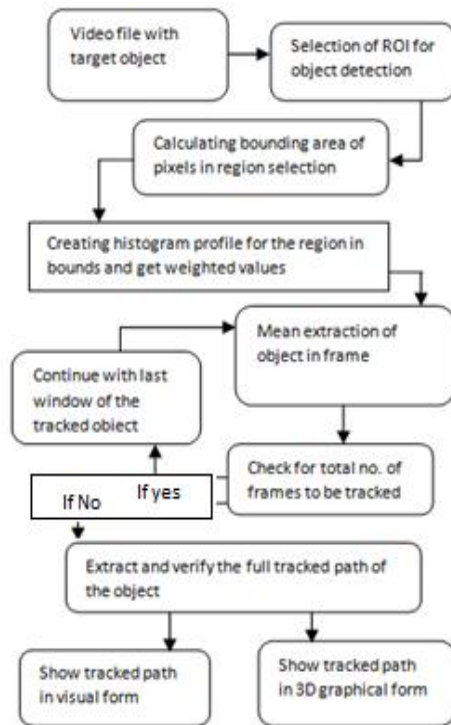 Video file with
target object
Selection of ROI for
object detection
Calculating bounding area of
pixels in region selection
Creating histogram profile for the region in
bounds and get weighted values
Mean extraction of
object in frame
Continue with last
window of the
tracked object
Check for total no. of
frames to be tracked
If yes
If No
Extract and verify the full tracked path of
the object
Show tracked path
in visual form
Show tracked path
in 3D graphical form